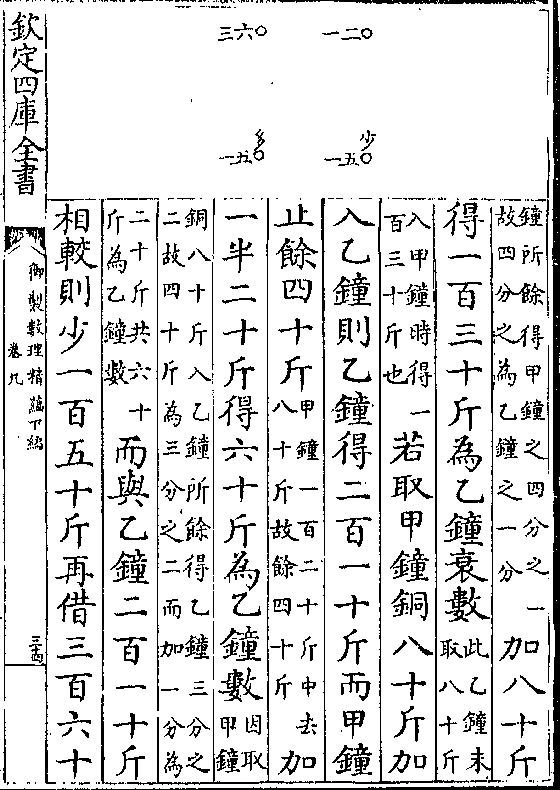 一二〇
少
一五〇
三六〇
多
一五〇
鐘所餘得甲鐘之四分之一
故四分之為乙鐘之一分
加八十斤
得一百三十斤為乙鐘衰數
此乙鐘未
取八十斤
入甲鐘時得一
百三十斤也
若取甲鐘銅八十斤加
入乙鐘則乙鐘得二百一十斤而甲鐘
止餘四十斤
甲鐘一百二十斤中去
八十斤故餘四十斤
加
一半二十斤得六十斤為乙鐘數
因取
甲鐘
銅八十斤入乙鐘所餘得乙鐘三分之
二故四十斤為三分之二而加一分為
二十斤共六十
斤為乙鐘數
而與乙鐘二百一十斤
相較則少一百五十斤再借三百六十
欽定四庫全書
御製數理精蘊下編
卷九